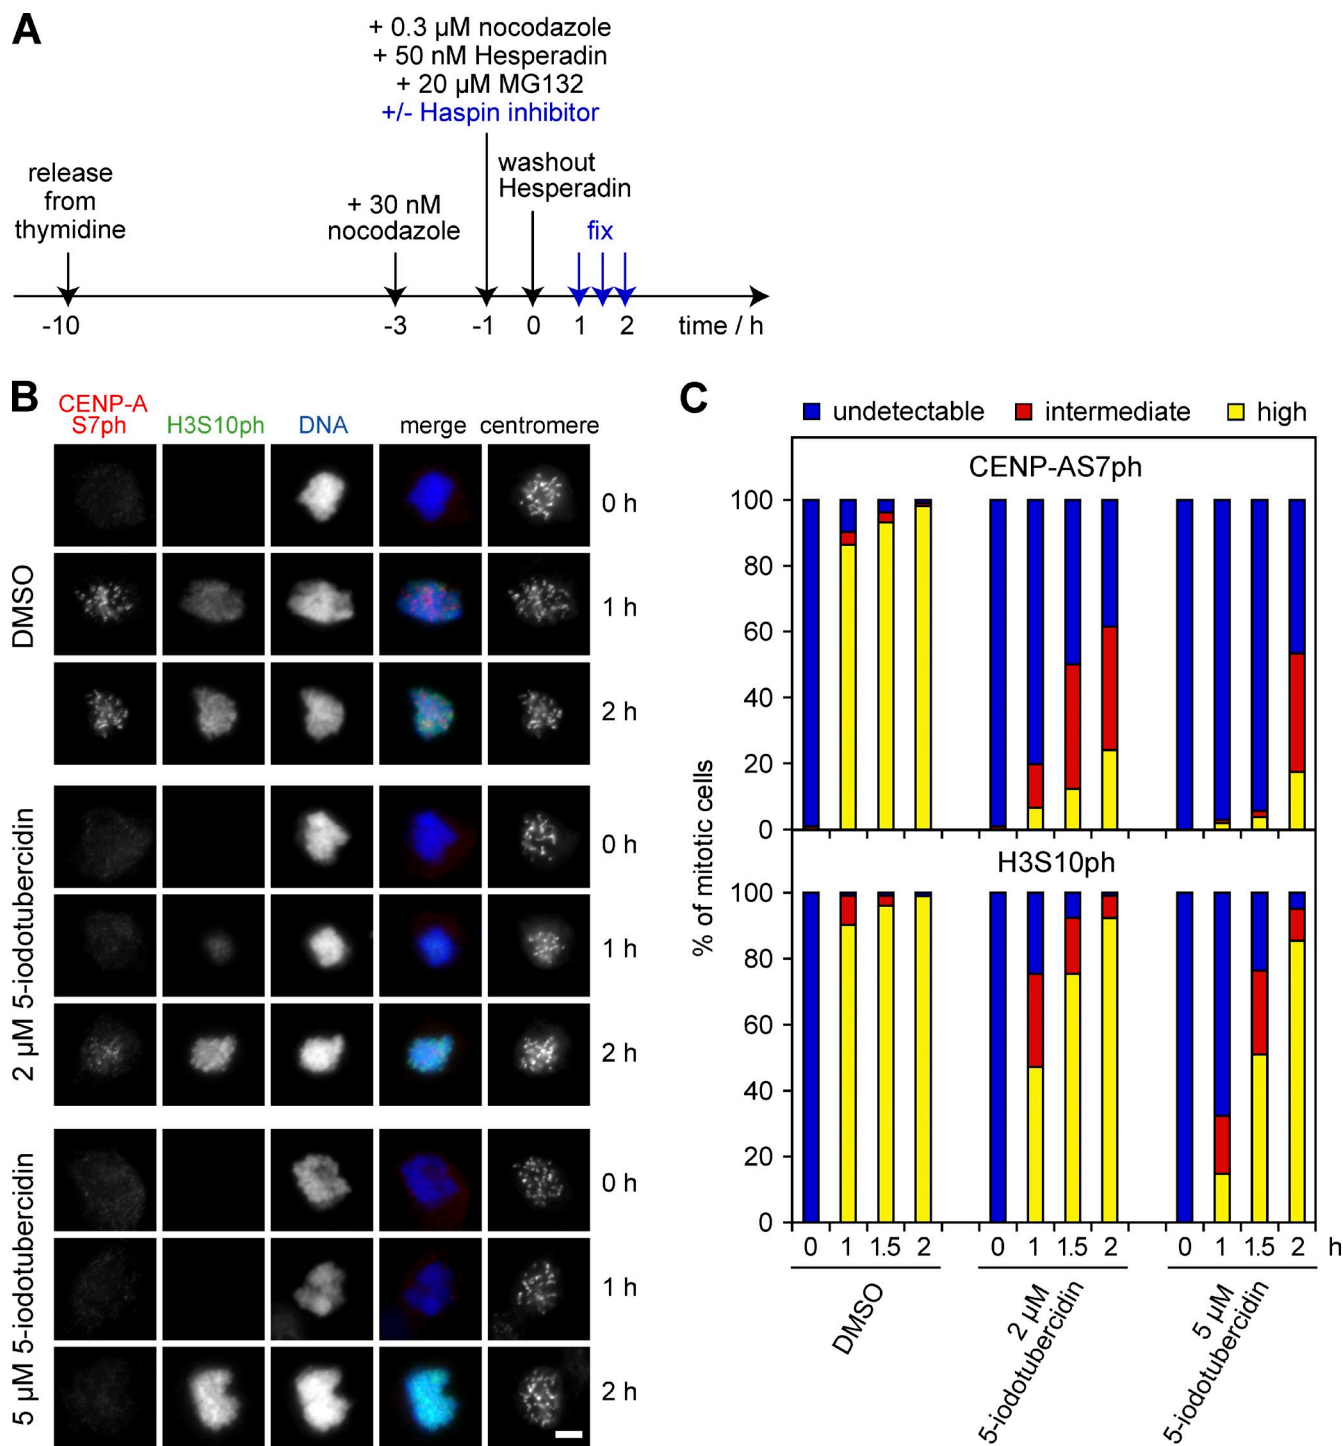 A
+ 0.3 µM nocodazole
+ 50 nM Hesperadin
+ 20 µM MG132
+/- Haspin inhibitor
release
from
thymidine
+ 30 nM
nocodazole
washout
Hesperadin
fix
-10
-3
-1
0
1
2
time / h
B
CENP-A
S7ph
H3S10ph
DNA
merge
centromere
DMSO
0 h
1 h
2 h
2 µM 5-iodotubercidin
0 h
1 h
2 h
5 µM 5-iodotubercidin
0 h
1 h
2 h
C
undetectable
intermediate
high
% of mitotic cells
CENP-AS7ph
100
80
60
40
20
0
H3S10ph
100
80
60
40
20
0
0 1 1.5 2 0 1 1.5 2 0 1 1.5 2 h
DMSO
2 µM
5-iodotubercidin
5 µM
5-iodotubercidin